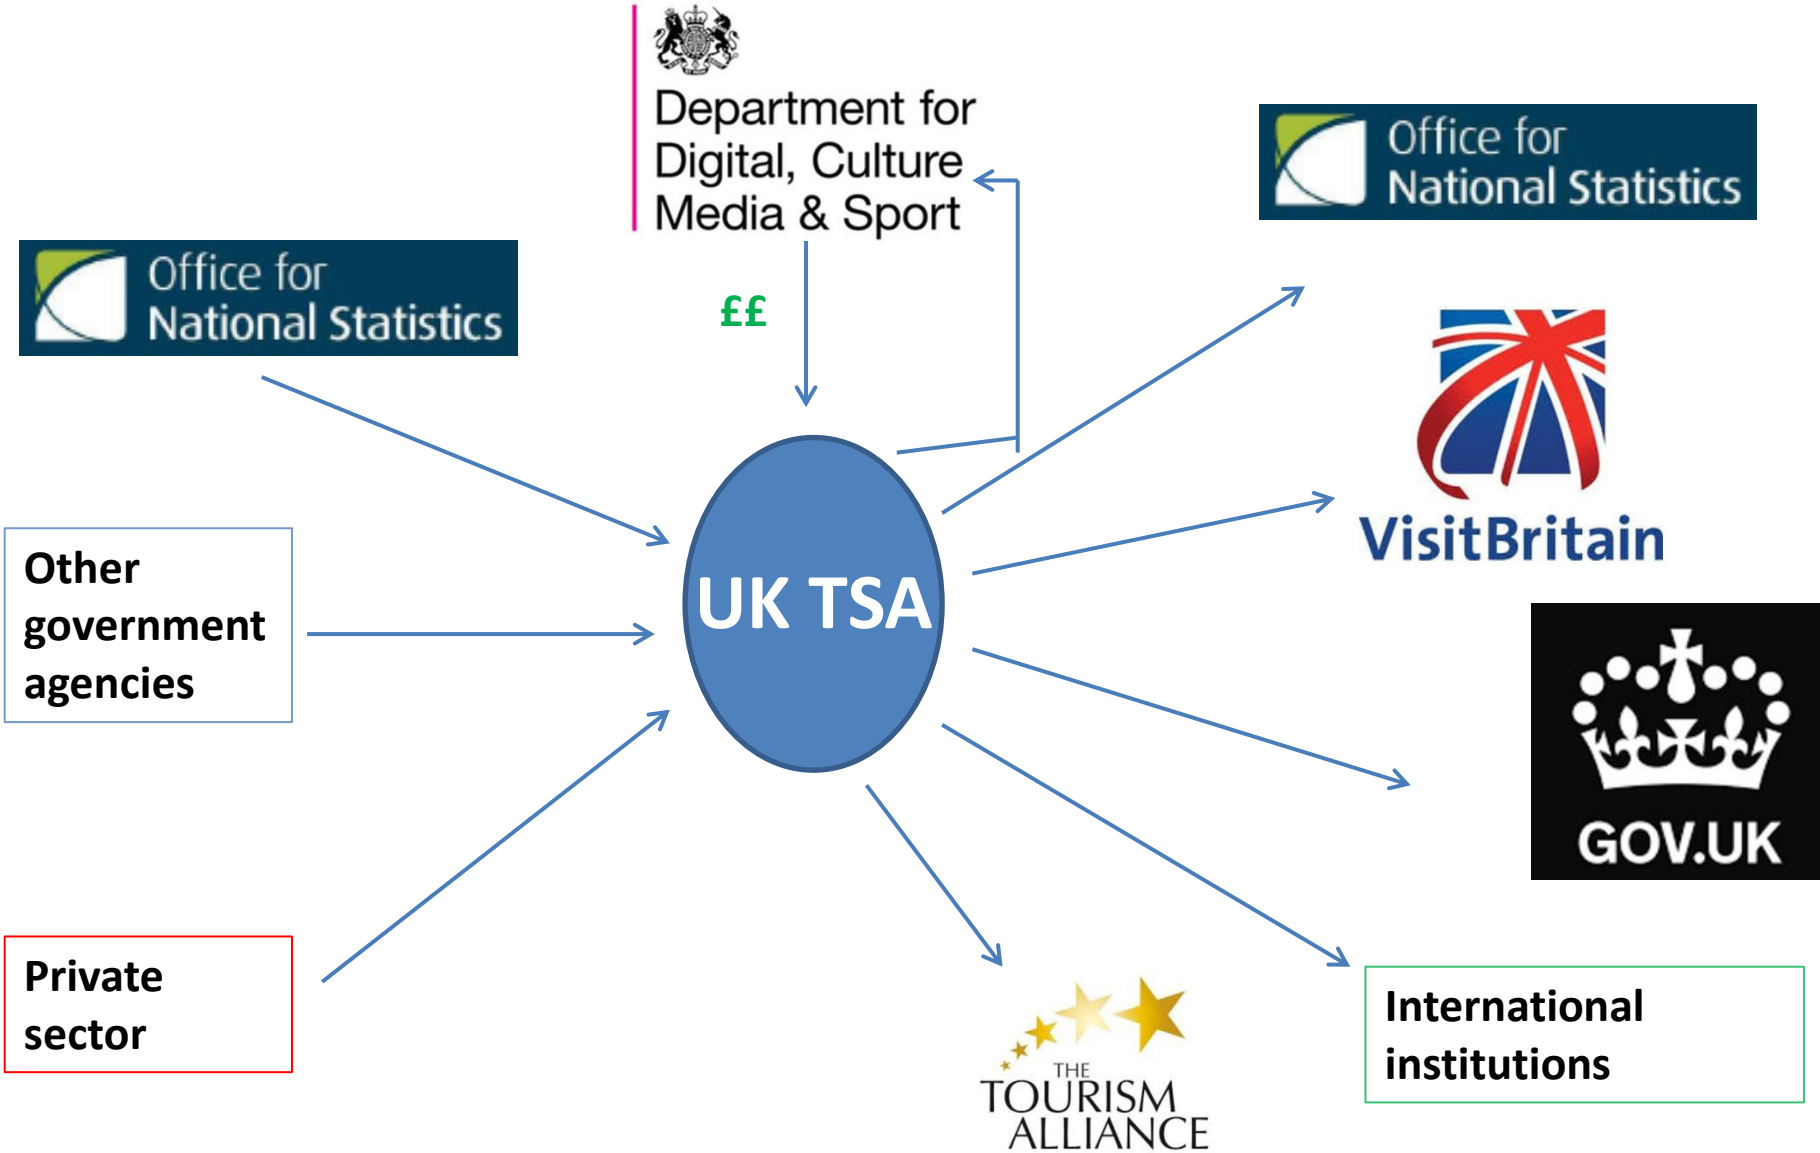 Department for
Digital, Culture
Media & Sport
Office for
National Statistics
Office for
National Statistics
££
VisitBritain
Other
government
agencies
UK TSA
GOV.UK
Private
sector
International
institutions
THE
TOURISM
ALLIANCE